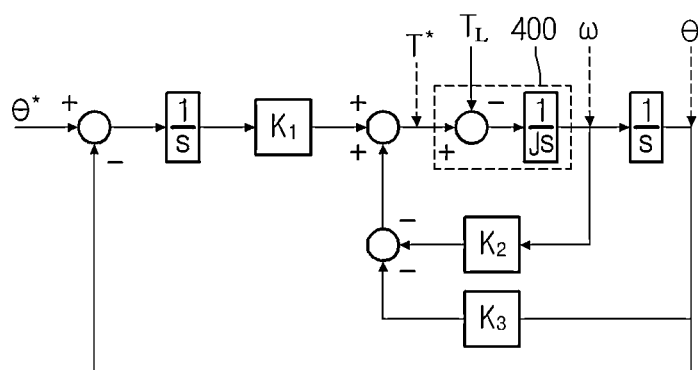 T* T_L 400 ω θ
θ* + − 1/s K₁ + + + − 1/Js 1/s
− K₂
− K₃